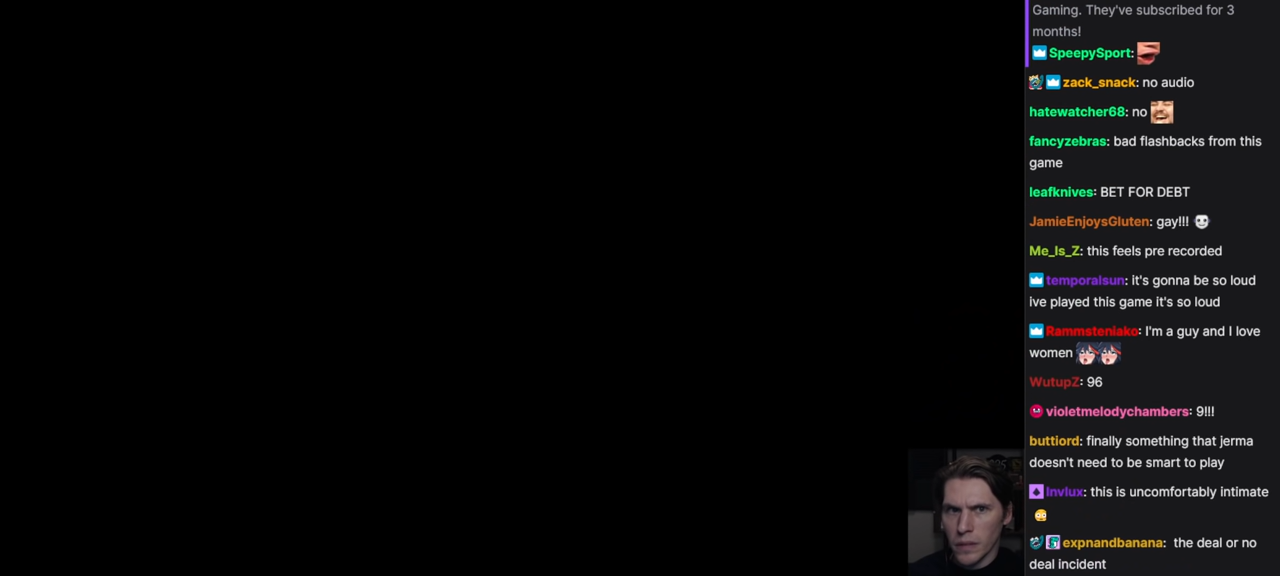 Gaming. They've subscribed for 3
months!
SpeepySport:
zack_snack: no audio
hatewatcher68: no
fancyzebras: bad flashbacks from this
game
leafknives: BET FOR DEBT
JamieEnjoysGluten: gay!!!
Me_Is_Z: this feels pre recorded
temporalsun: it's gonna be so loud
ive played this game it's so loud
Rammsteniako: I'm a guy and I love
women
WutupZ: 96
violetmelodychambers: 9!!!
buttiord: finally something that jerma
doesn't need to be smart to play
Invlux: this is uncomfortably intimate
expnandbanana: the deal or no
deal incident